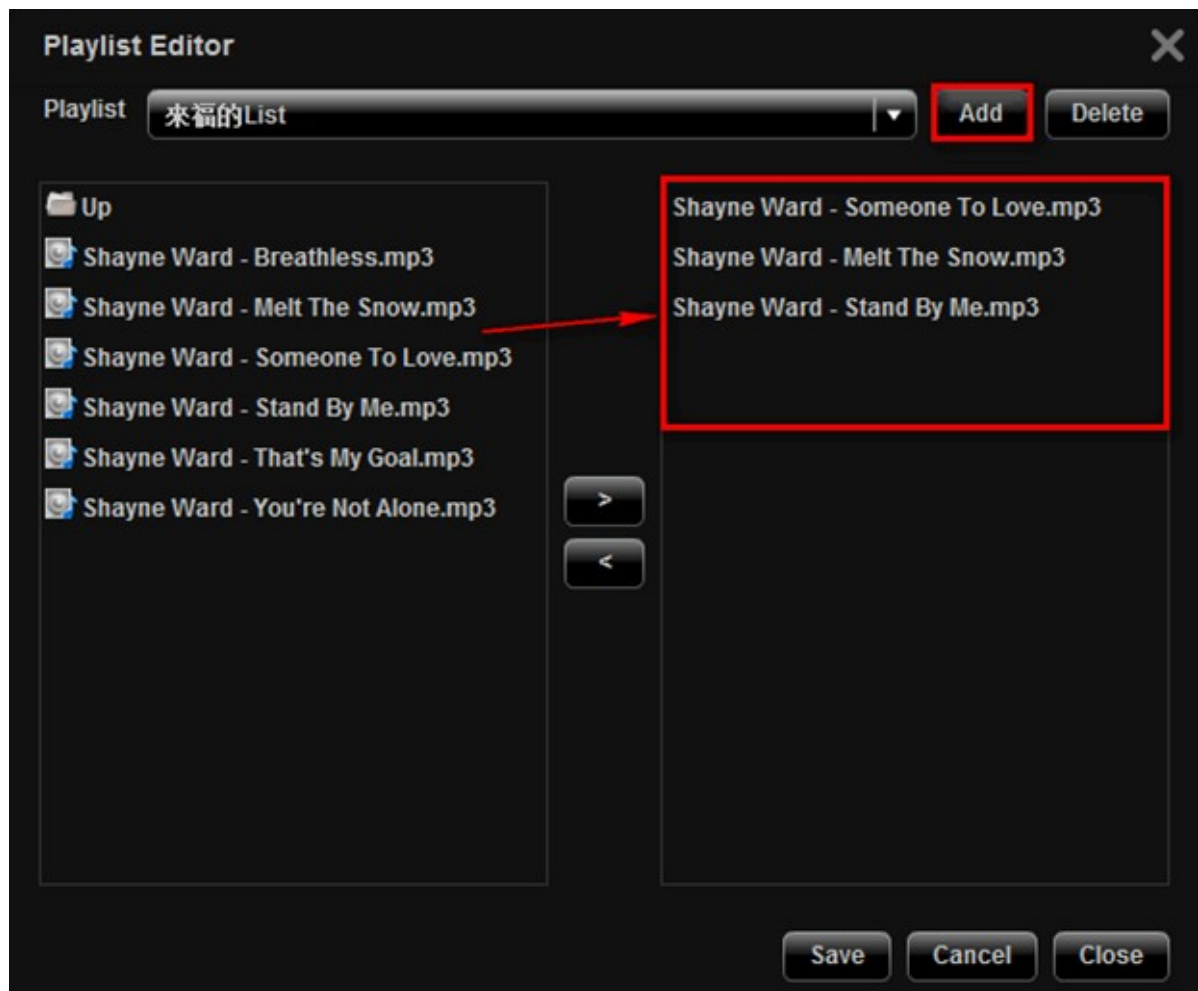 Playlist Editor
Playlist 來福的List Add Delete
Up
Shayne Ward - Breathless.mp3
Shayne Ward - Melt The Snow.mp3
Shayne Ward - Someone To Love.mp3
Shayne Ward - Stand By Me.mp3
Shayne Ward - That's My Goal.mp3
Shayne Ward - You're Not Alone.mp3
>
<
Shayne Ward - Someone To Love.mp3
Shayne Ward - Melt The Snow.mp3
Shayne Ward - Stand By Me.mp3
Save Cancel Close